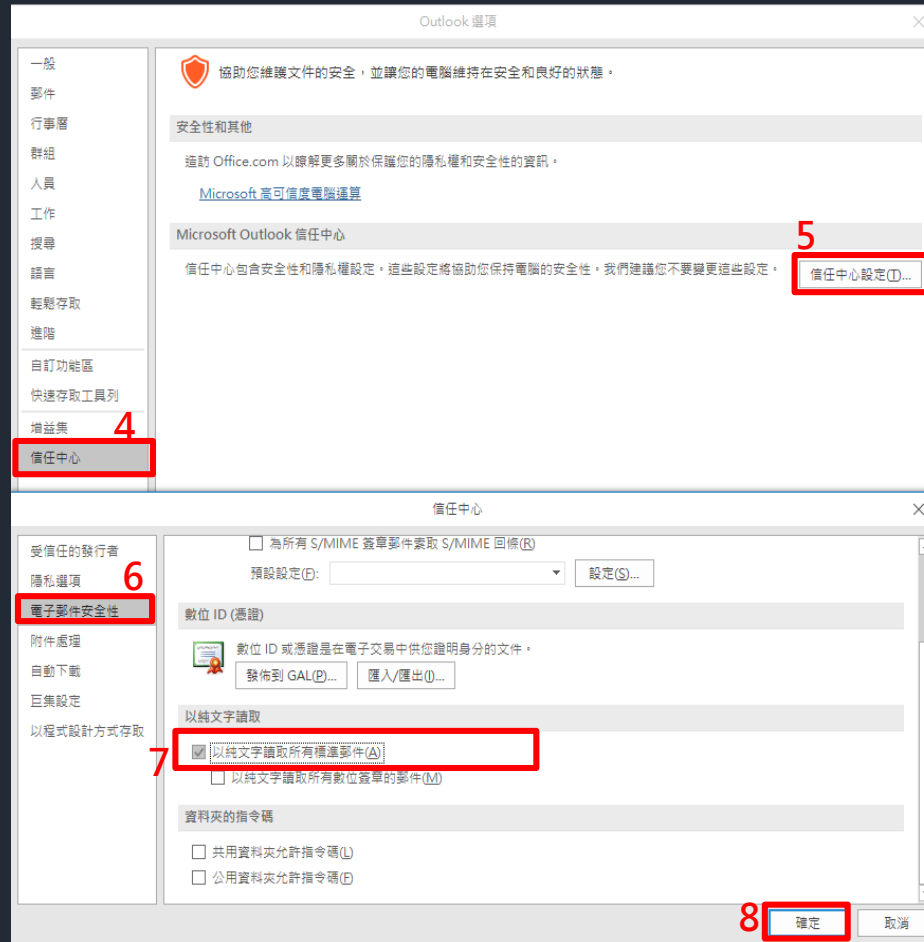 Outlook 選項
一般
郵件
行事曆
群組
人員
工作
搜尋
語言
輕鬆存取
進階
自訂功能區
快速存取工具列
增益集
4
信任中心
協助您維護文件的安全，並讓您的電腦維持在安全和良好的狀態。
安全性和其他
造訪 Office.com 以瞭解更多關於保護您的隱私權和安全性的資訊。
Microsoft 高可信度電腦運算
Microsoft Outlook 信任中心
5
信任中心包含安全性和隱私權設定。這些設定將協助您保持電腦的安全性。我們建議您不要變更這些設定。
信任中心設定(T)...
信任中心
受信任的發行者
隱私選項
6
電子郵件安全性
附件處理
自動下載
巨集設定
以程式設計方式存取
為所有 S/MIME 簽章郵件索取 S/MIME 回條(R)
預設設定(F):
設定(S)...
數位 ID (憑證)
數位 ID 或憑證是在電子交易中供您證明身分的文件。
發佈到 GAL(P)...
匯入/匯出(I)...
以純文字讀取
7
以純文字讀取所有標準郵件(A)
以純文字讀取所有數位簽章的郵件(M)
資料夾的指令碼
共用資料夾允許指令碼(L)
公用資料夾允許指令碼(F)
8
確定
取消